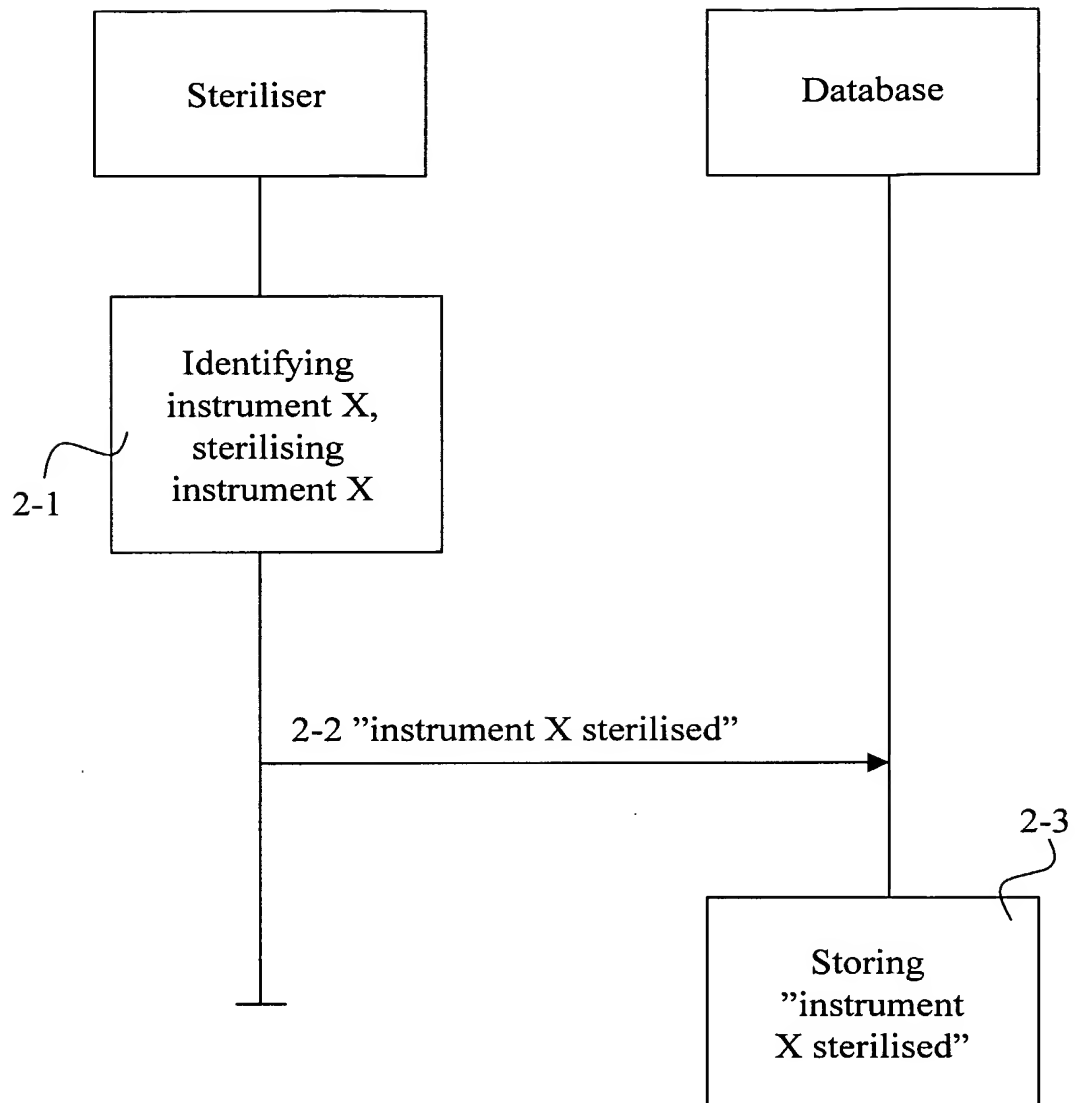 Steriliser
Database
Identifying
instrument X,
sterilising
instrument X
2-1
2-2 ”instrument X sterilised”
2-3
Storing
”instrument
X sterilised”